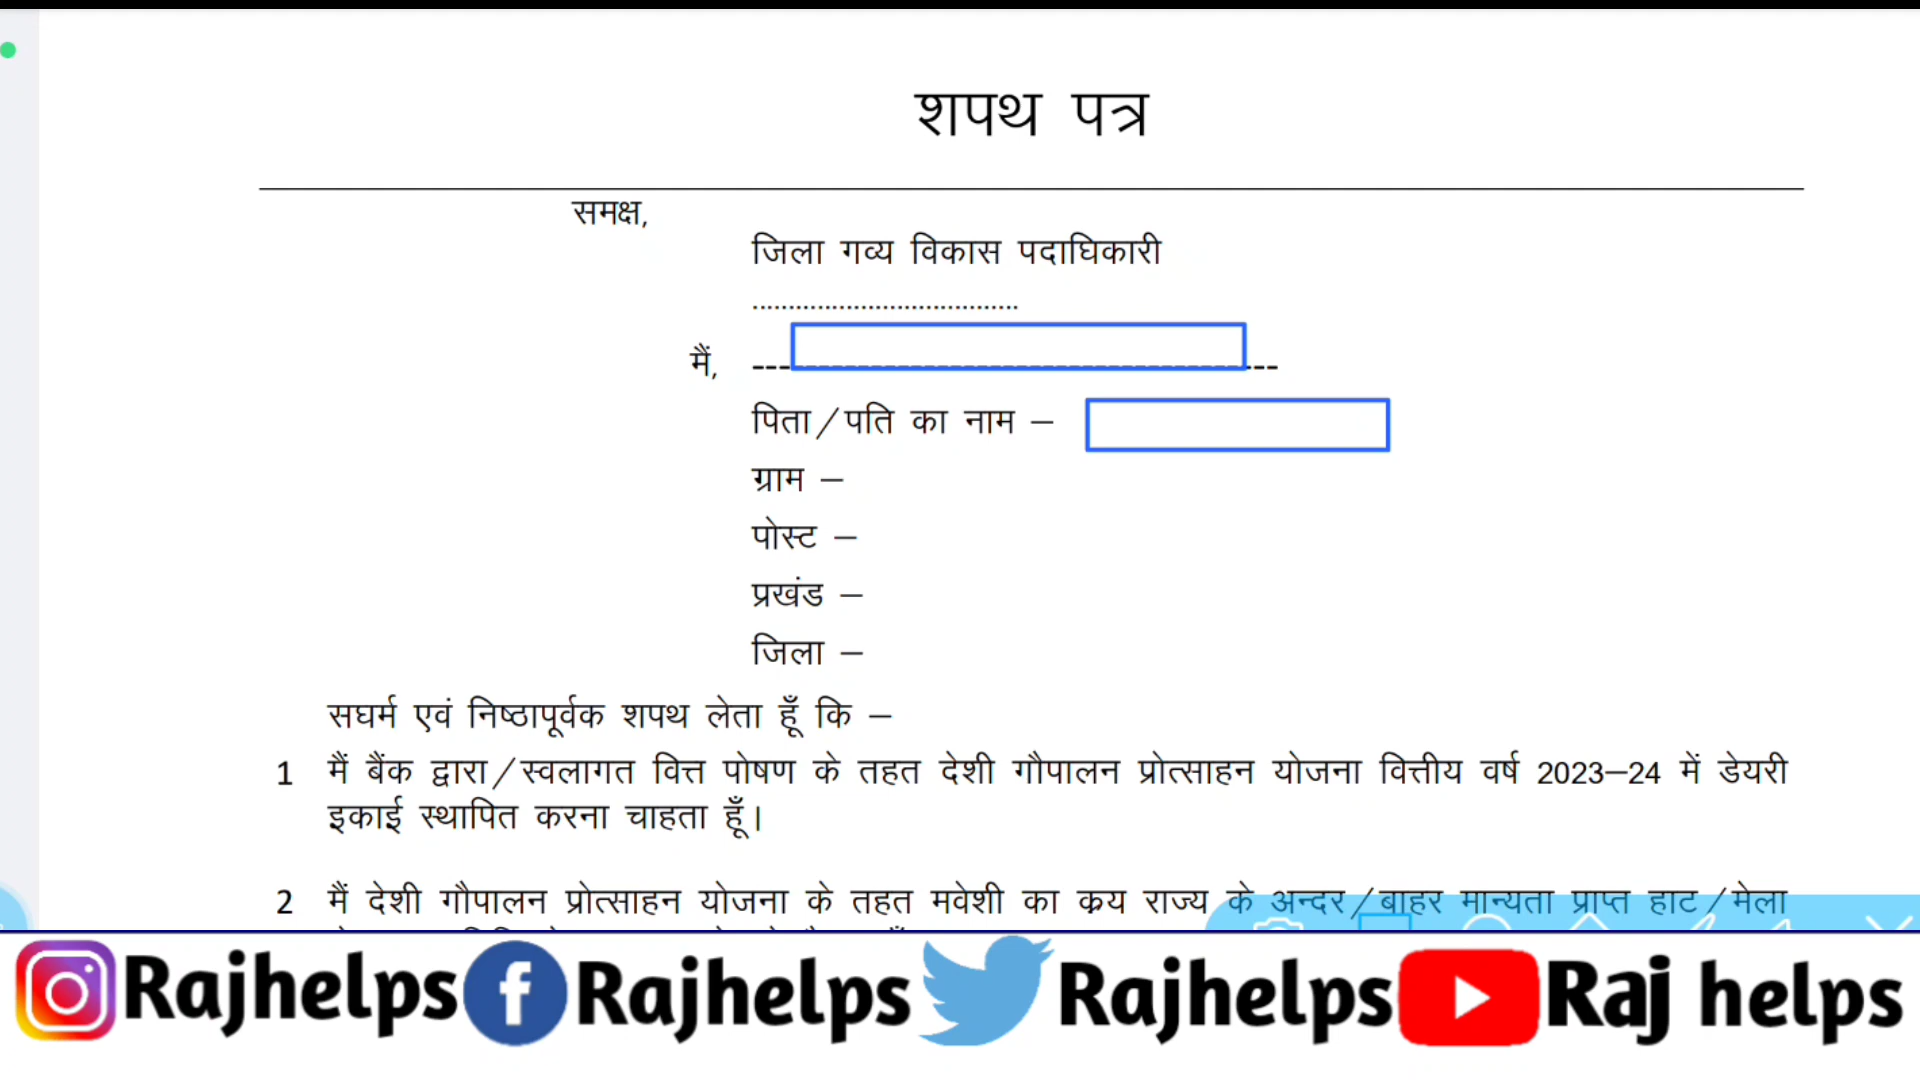 शपथ पत्र
समक्ष,
जिला गव्य विकास पदाधिकारी
.....................................
मैं, ------------------------------------------
पिता/पति का नाम –
ग्राम –
पोस्ट –
प्रखंड –
जिला –
सधर्म एवं निष्ठापूर्वक शपथ लेता हूँ कि –
1 मैं बैंक द्वारा/स्वलागत वित्त पोषण के तहत देशी गौपालन प्रोत्साहन योजना वित्तीय वर्ष 2023–24 में डेयरी
इकाई स्थापित करना चाहता हूँ।
2 मैं देशी गौपालन प्रोत्साहन योजना के तहत मवेशी का क्रय राज्य के अन्दर/बाहर मान्यता प्राप्त हाट/मेला
Rajhelps Rajhelps Rajhelps Raj helps